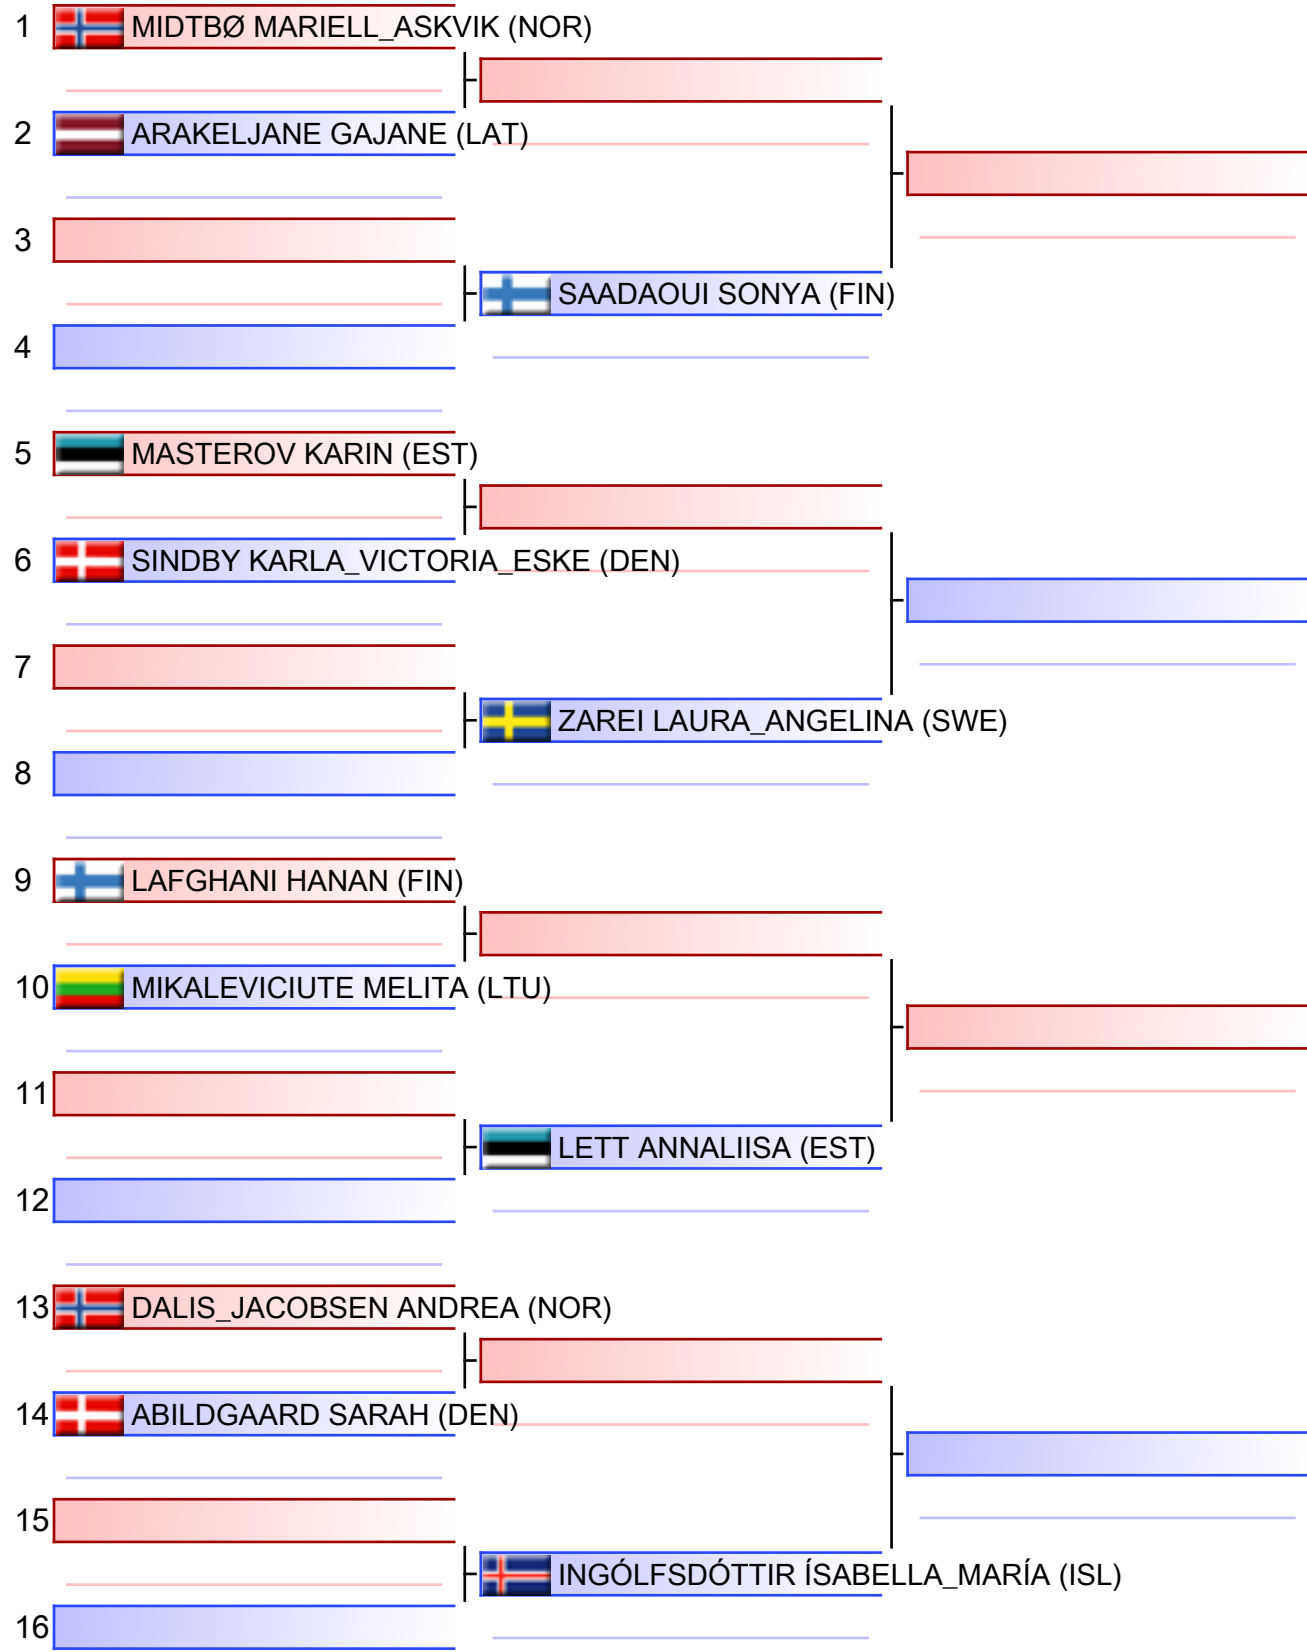 1 MIDTBØ MARIELL_ASKVIK (NOR)
2 ARAKELJANE GAJANE (LAT)
3
SAADAOUI SONYA (FIN)
4
5 MASTEROV KARIN (EST)
6 SINDBY KARLA_VICTORIA_ESKE (DEN)
7
ZAREI LAURA_ANGELINA (SWE)
8
9 LAFGHANI HANAN (FIN)
10 MIKALEVICIUTE MELITA (LTU)
11
LETT ANNALIISA (EST)
12
13 DALIS_JACOBSEN ANDREA (NOR)
14 ABILDGAARD SARAH (DEN)
15
INGÓLFSDÓTTIR ÍSABELLA_MARÍA (ISL)
16